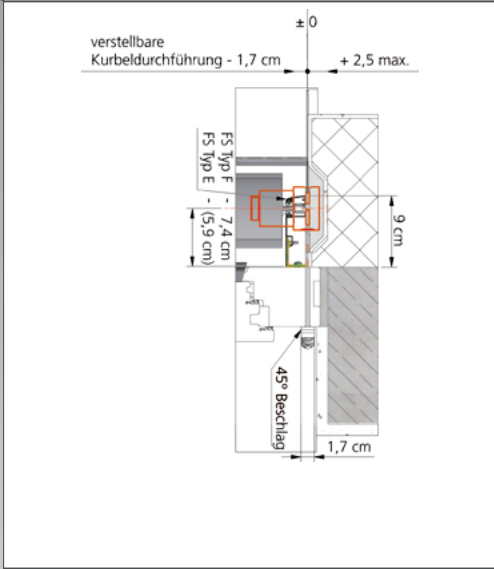 ± 0
verstellbare
Kurbeldurchführung - 1,7 cm
+ 2,5 max.
FS Typ F - 7,4 cm
FS Typ E - (5,9 cm)
9 cm
45° Beschlag
1,7 cm